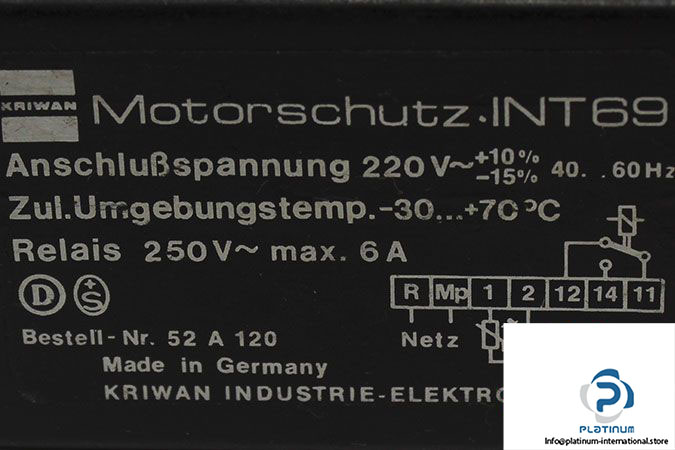 KRIWAN
Motorschutz·INT69
Anschlußspannung 220V~ +10% -15% 40. . 60Hz
Zul.Umgebungstemp.-30...+70°C
Relais 250V~ max. 6A
D +S
R Mp 1 2 12 14 11
Netz
Bestell-Nr. 52 A 120
Made in Germany
KRIWAN INDUSTRIE-ELEKTRO
P
PLATINUM
Info@platinum-international.store